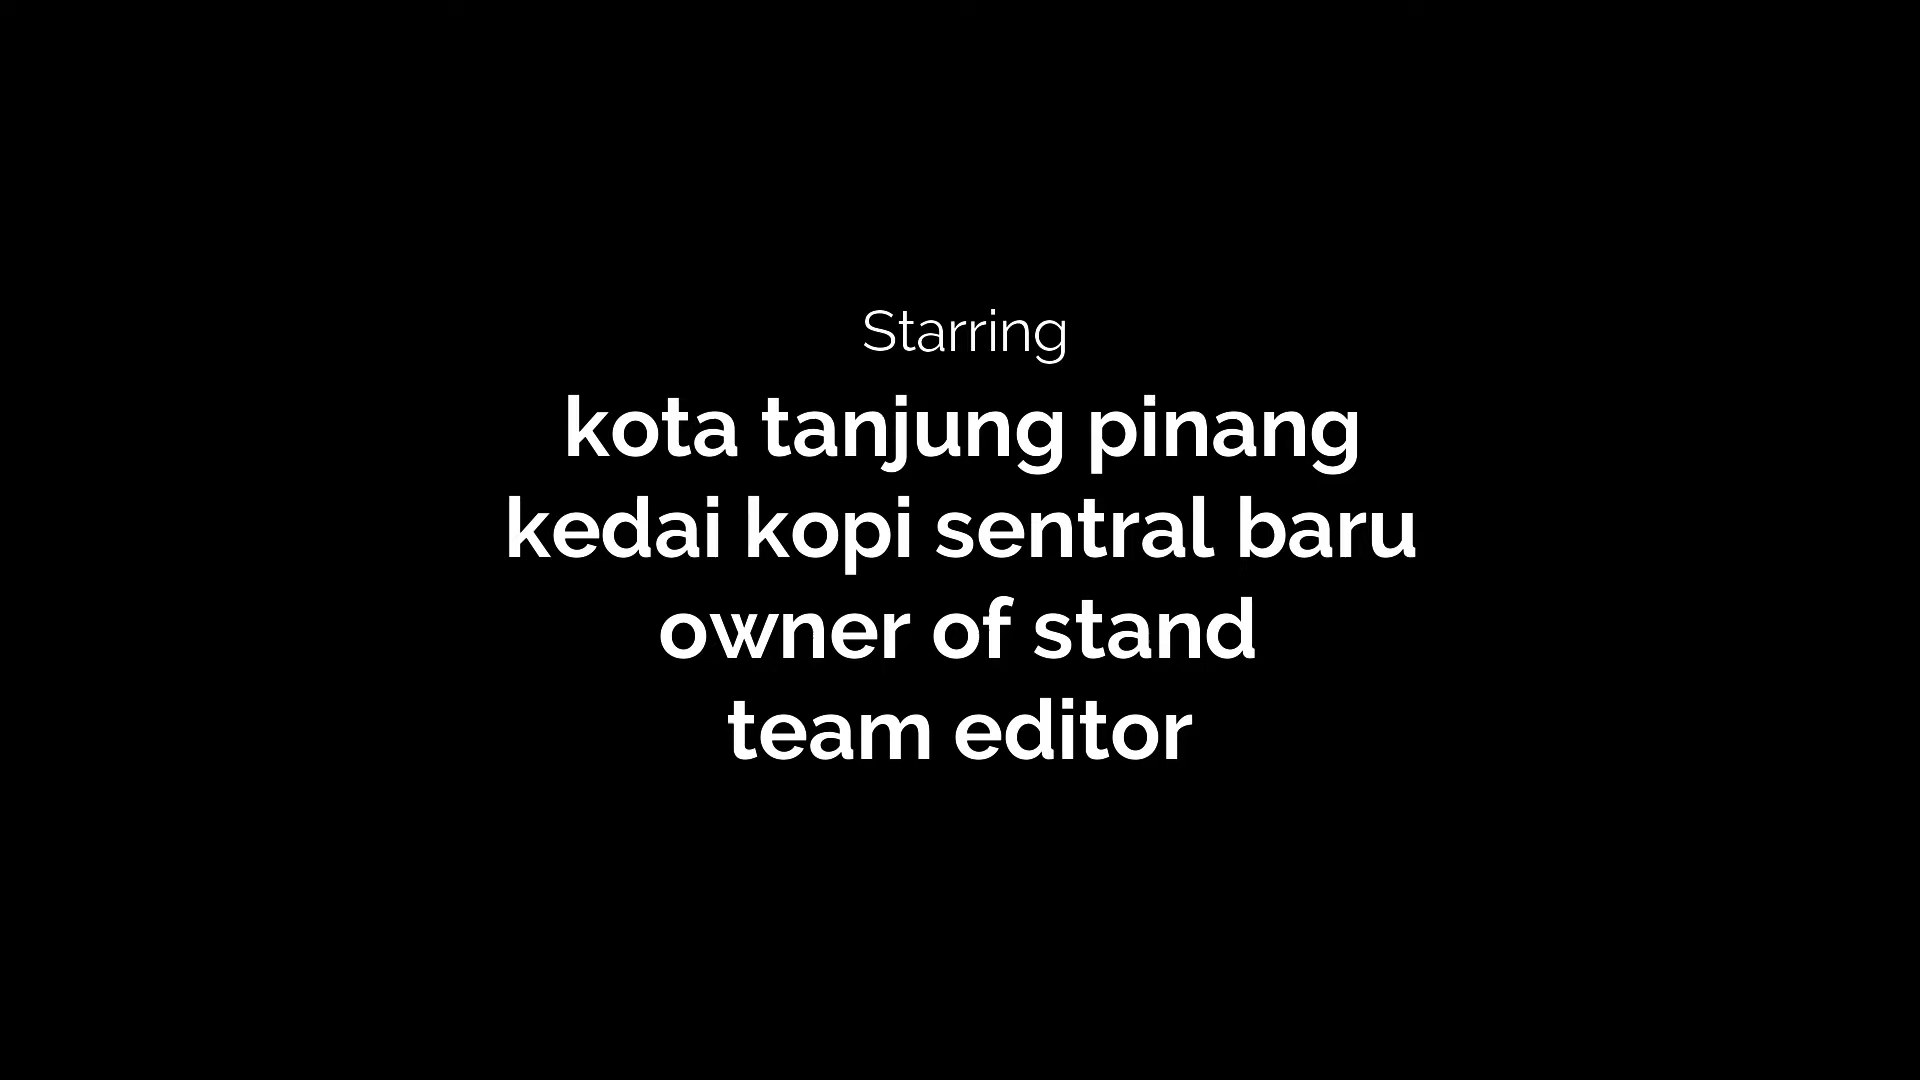 Starring
kota tanjung pinang
kedai kopi sentral baru
owner of stand
team editor